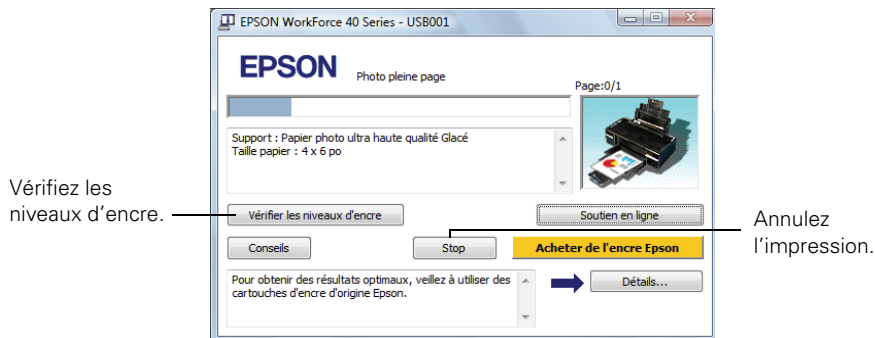 EPSON WorkForce 40 Series - USB001
EPSON
Photo pleine page
Page:0/1
Support : Papier photo ultra haute qualité Glacé
Taille papier : 4 x 6 po
Vérifiez les
niveaux d'encre.
Vérifier les niveaux d'encre
Soutien en ligne
Annulez
l'impression.
Conseils
Stop
Acheter de l'encre Epson
Pour obtenir des résultats optimaux, veillez à utiliser des
cartouches d'encre d'origine Epson.
Détails...